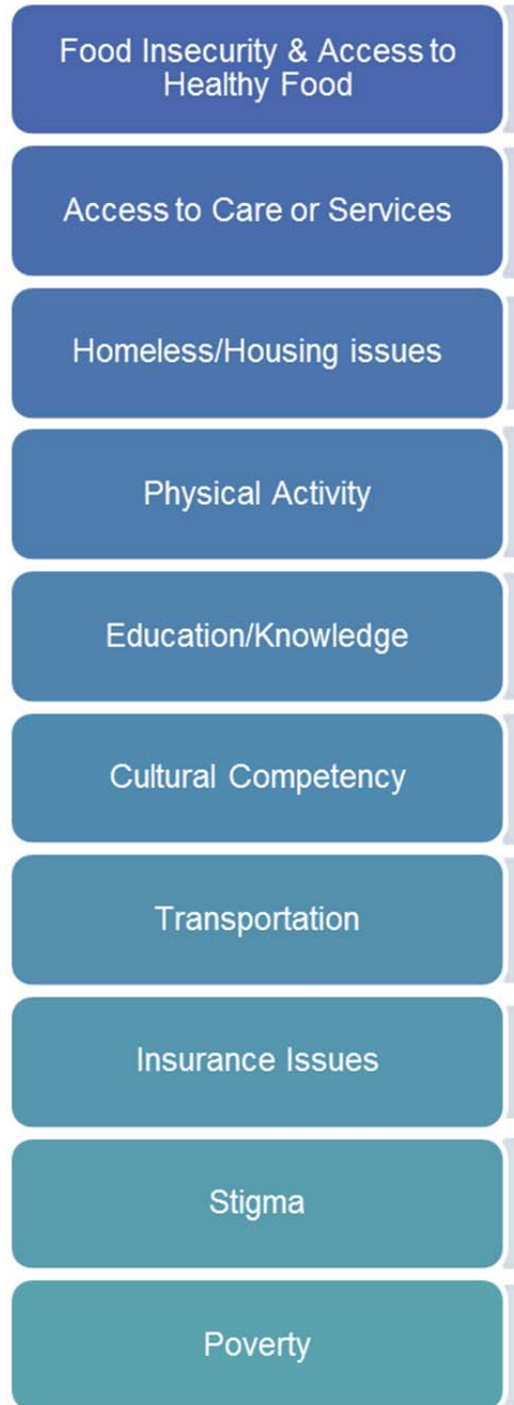 Food Insecurity & Access to
Healthy Food
Access to Care or Services
Homeless/Housing issues
Physical Activity
Education/Knowledge
Cultural Competency
Transportation
Insurance Issues
Stigma
Poverty